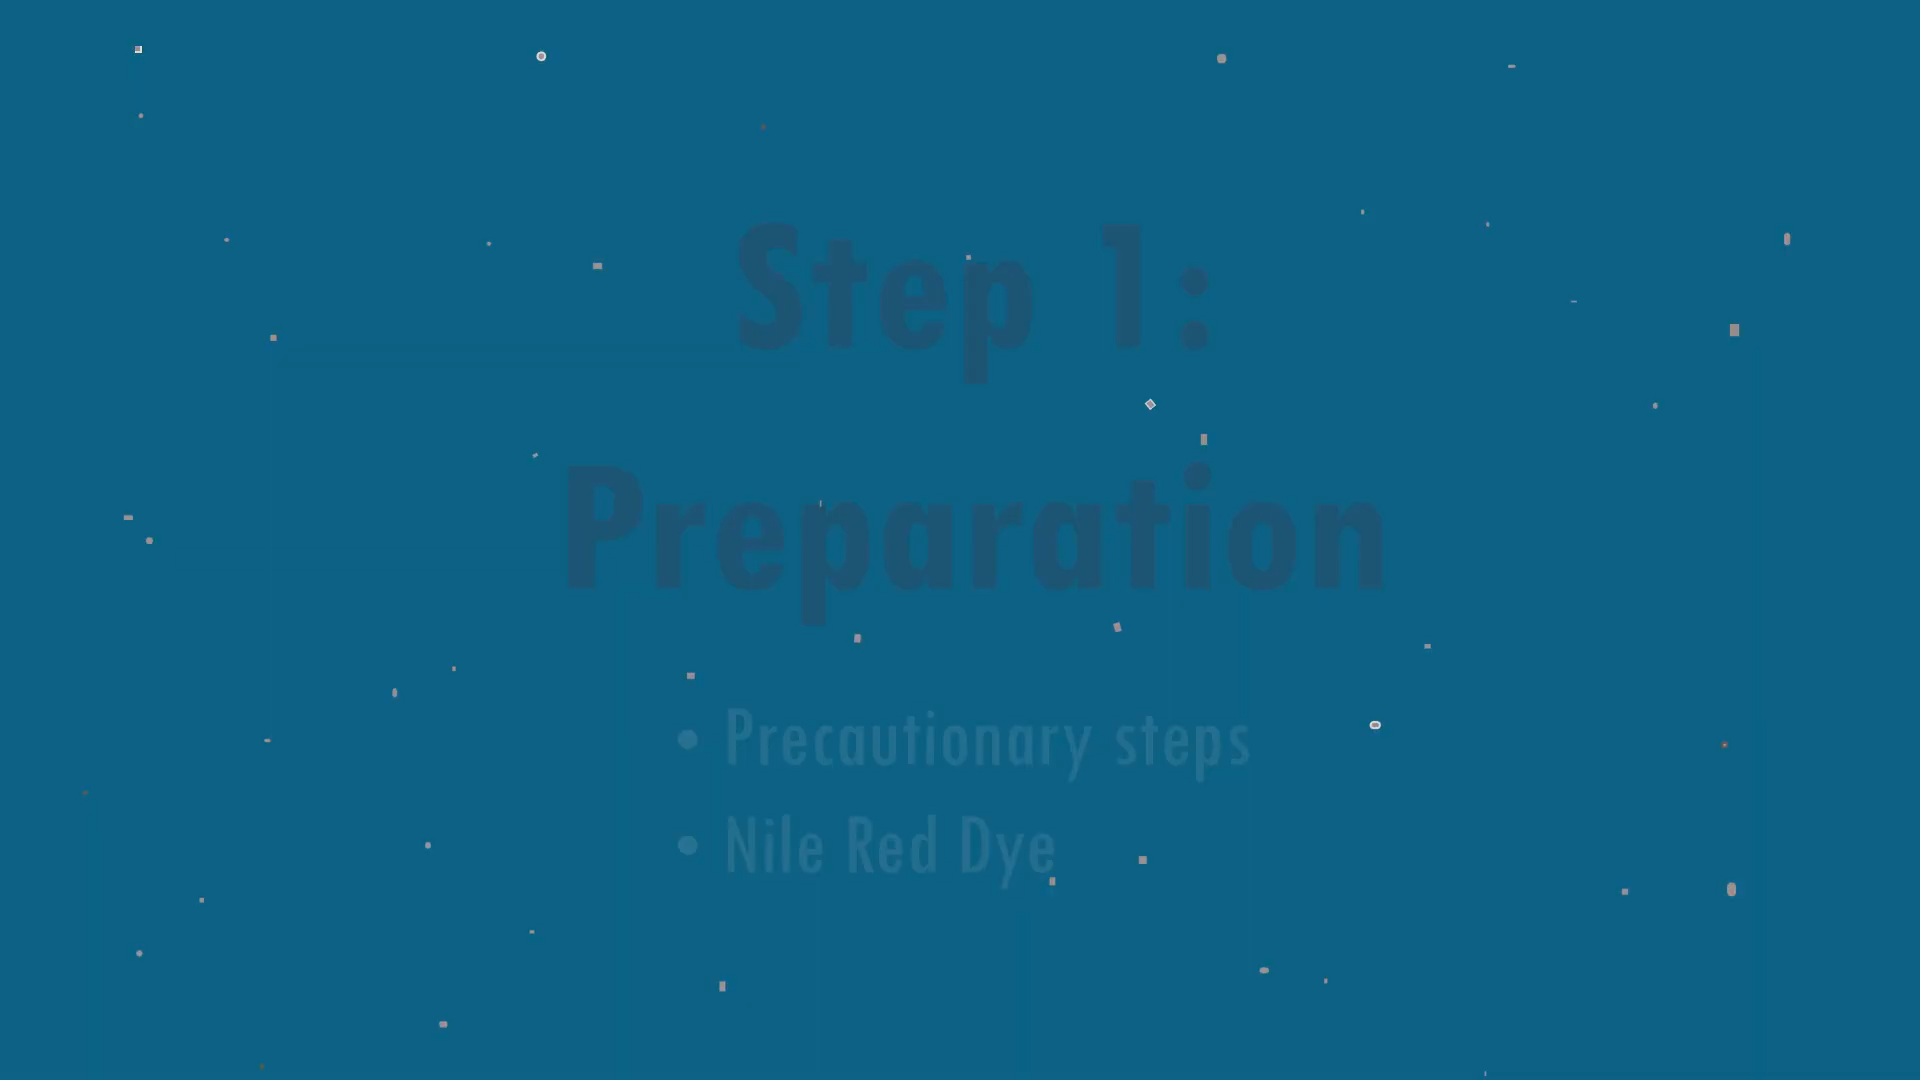 Step 1:
Preparation
• Precautionary steps
• Nile Red Dye